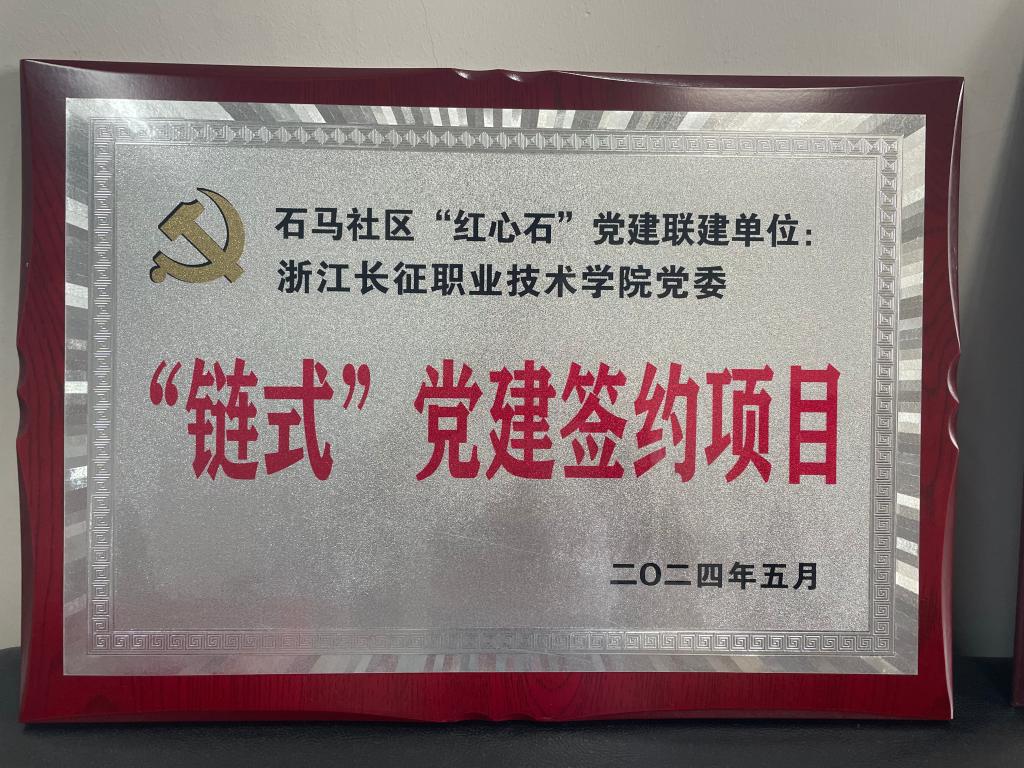 石马社区“红心石”党建联建单位：
浙江长征职业技术学院党委
“链式”党建签约项目
二〇二四年五月